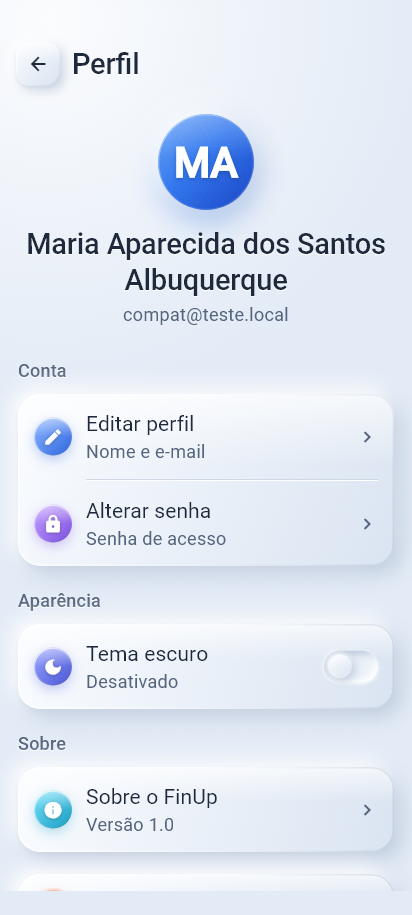 Perfil
MA
Maria Aparecida dos Santos
Albuquerque
compat@teste.local
Conta
Editar perfil
Nome e e-mail
Alterar senha
Senha de acesso
Aparência
Tema escuro
Desativado
Sobre
Sobre o FinUp
Versão 1.0